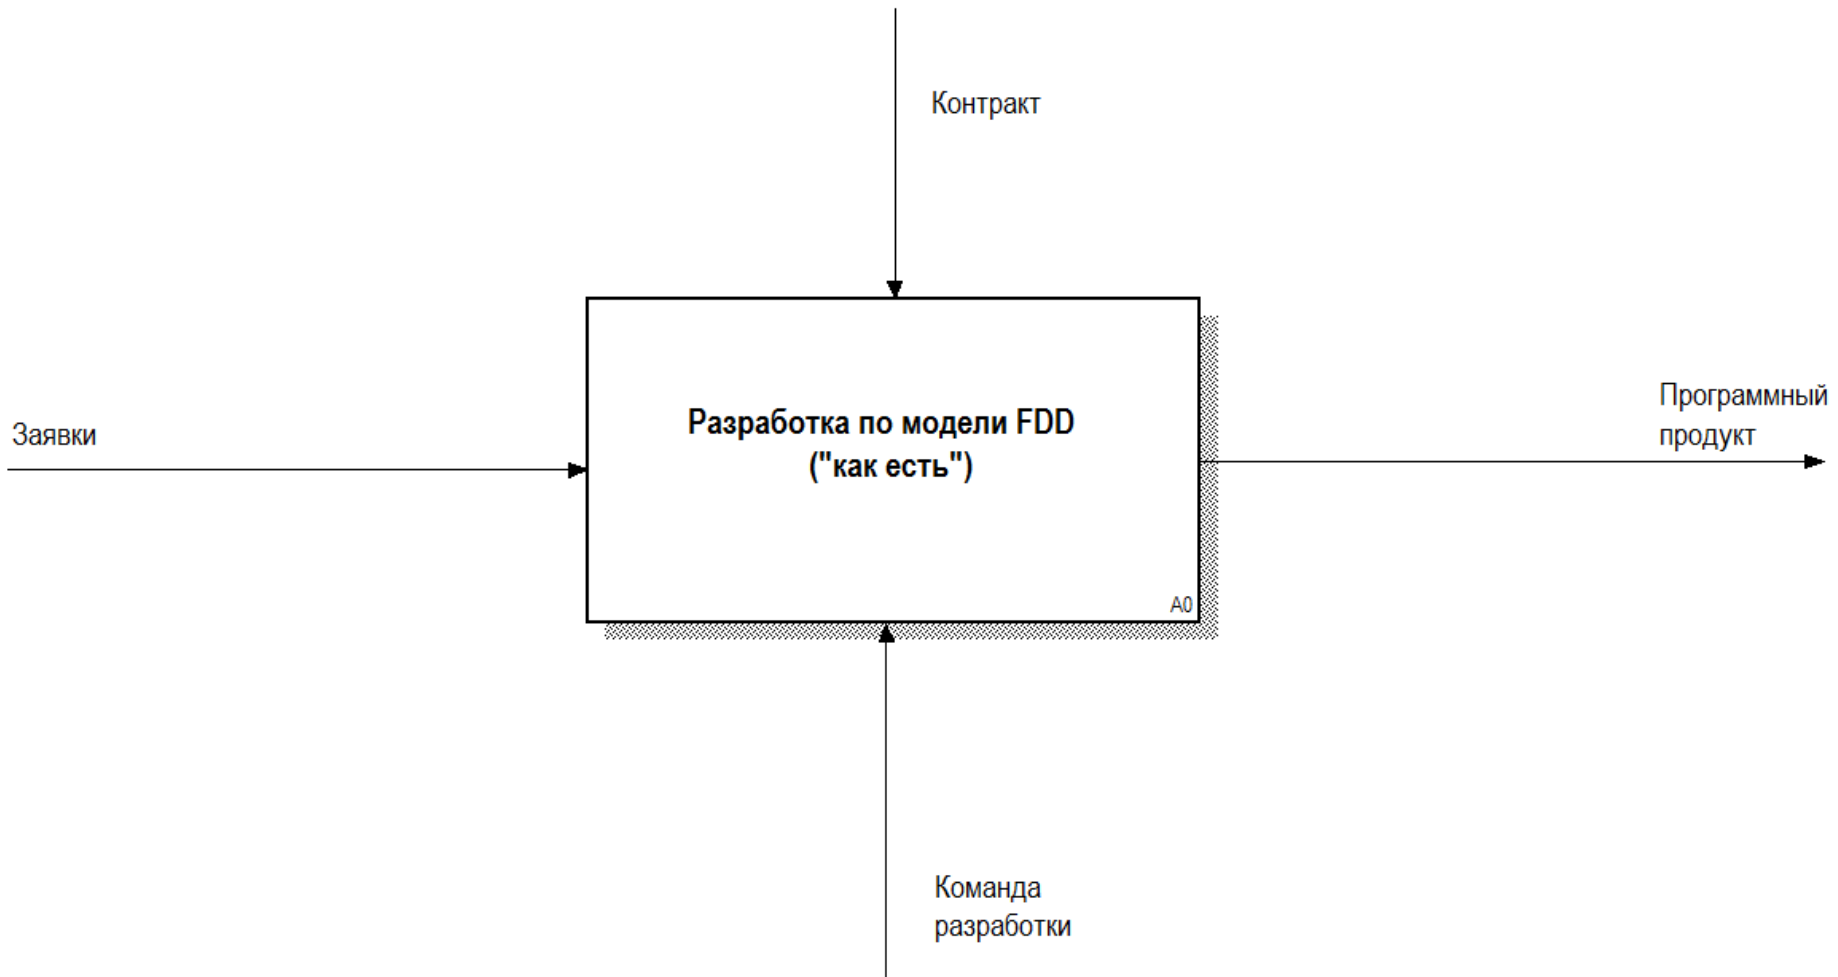 Контракт
Заявки
Разработка по модели FDD
("как есть")
Программный
продукт
A0
Команда
разработки